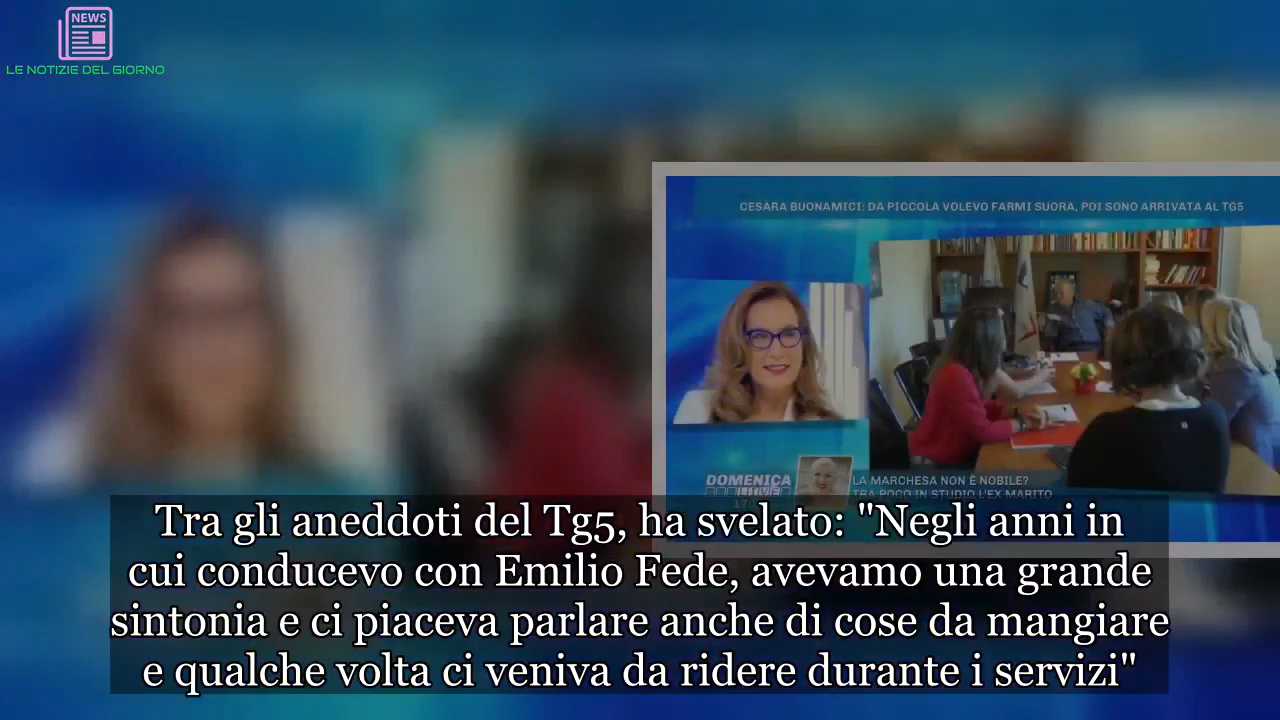 NEWS
LE NOTIZIE DEL GIORNO
CESARA BUONAMICI: DA PICCOLA VOLEVO FARMI SUORA, POI SONO ARRIVATA AL TG5
DOMENICA
LIVE
LA MARCHESA NON È NOBILE?
TRA POCO IN STUDIO L'EX MARITO
Tra gli aneddoti del Tg5, ha svelato: "Negli anni in
cui conducevo con Emilio Fede, avevamo una grande
sintonia e ci piaceva parlare anche di cose da mangiare
e qualche volta ci veniva da ridere durante i servizi"